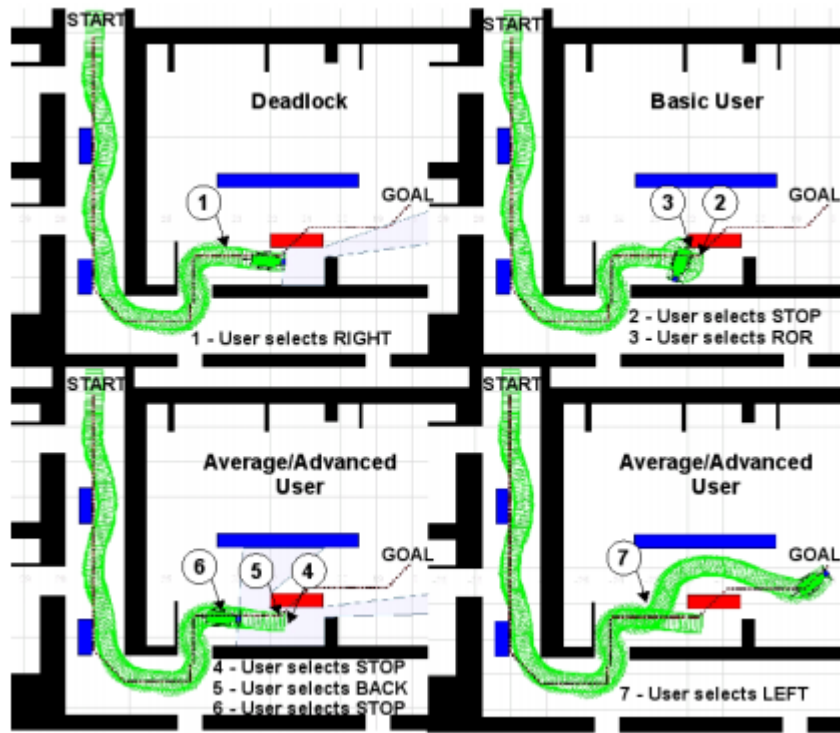 START
Deadlock
1
GOAL
1 - User selects RIGHT
START
Basic User
3
2
GOAL
2 - User selects STOP
3 - User selects ROR
START
Average/Advanced
User
6
5
4
GOAL
4 - User selects STOP
5 - User selects BACK
6 - User selects STOP
START
Average/Advanced
User
7
GOAL
7 - User selects LEFT